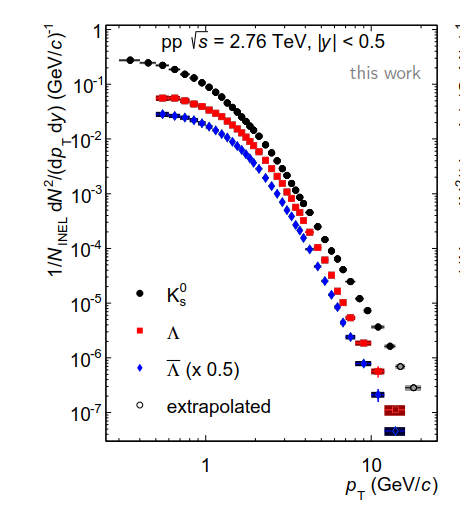 pp √s = 2.76 TeV, |y| < 0.5
this work
1/N_INEL dN²/(dp_T dy) (GeV/c)⁻¹
1
10⁻¹
10⁻²
10⁻³
10⁻⁴
10⁻⁵
10⁻⁶
10⁻⁷
K⁰ₛ
Λ
Λ̅ (x 0.5)
extrapolated
1
10
p_T (GeV/c)